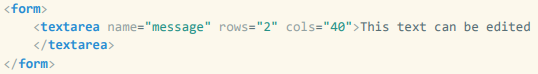 <form>
    <textarea name="message" rows="2" cols="40">This text can be edited
    </textarea>
</form>